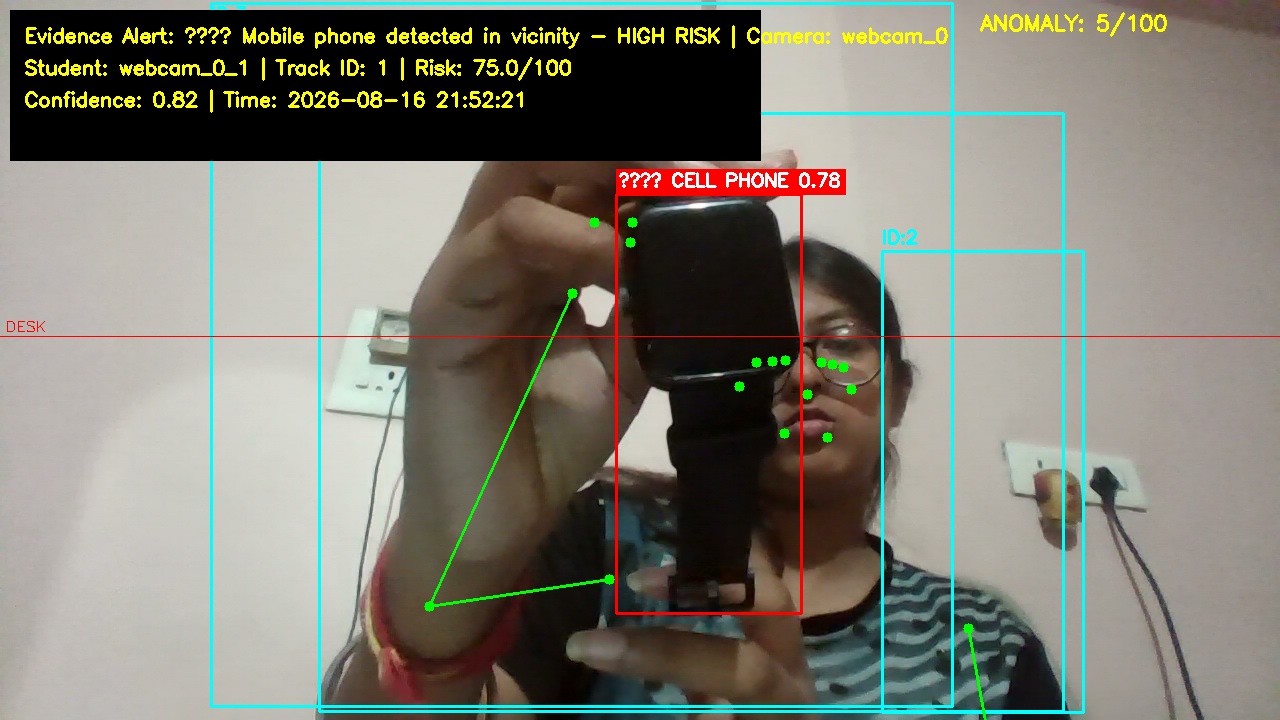 Evidence Alert: ???? Mobile phone detected in vicinity - HIGH RISK | Camera: webcam_0
ANOMALY: 5/100
Student: webcam_0_1 | Track ID: 1 | Risk: 75.0/100
Confidence: 0.82 | Time: 2026-08-16 21:52:21
???? CELL PHONE 0.78
ID:2
DESK